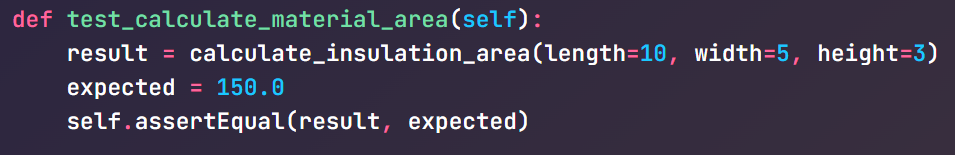 def test_calculate_material_area(self):
    result = calculate_insulation_area(length=10, width=5, height=3)
    expected = 150.0
    self.assertEqual(result, expected)